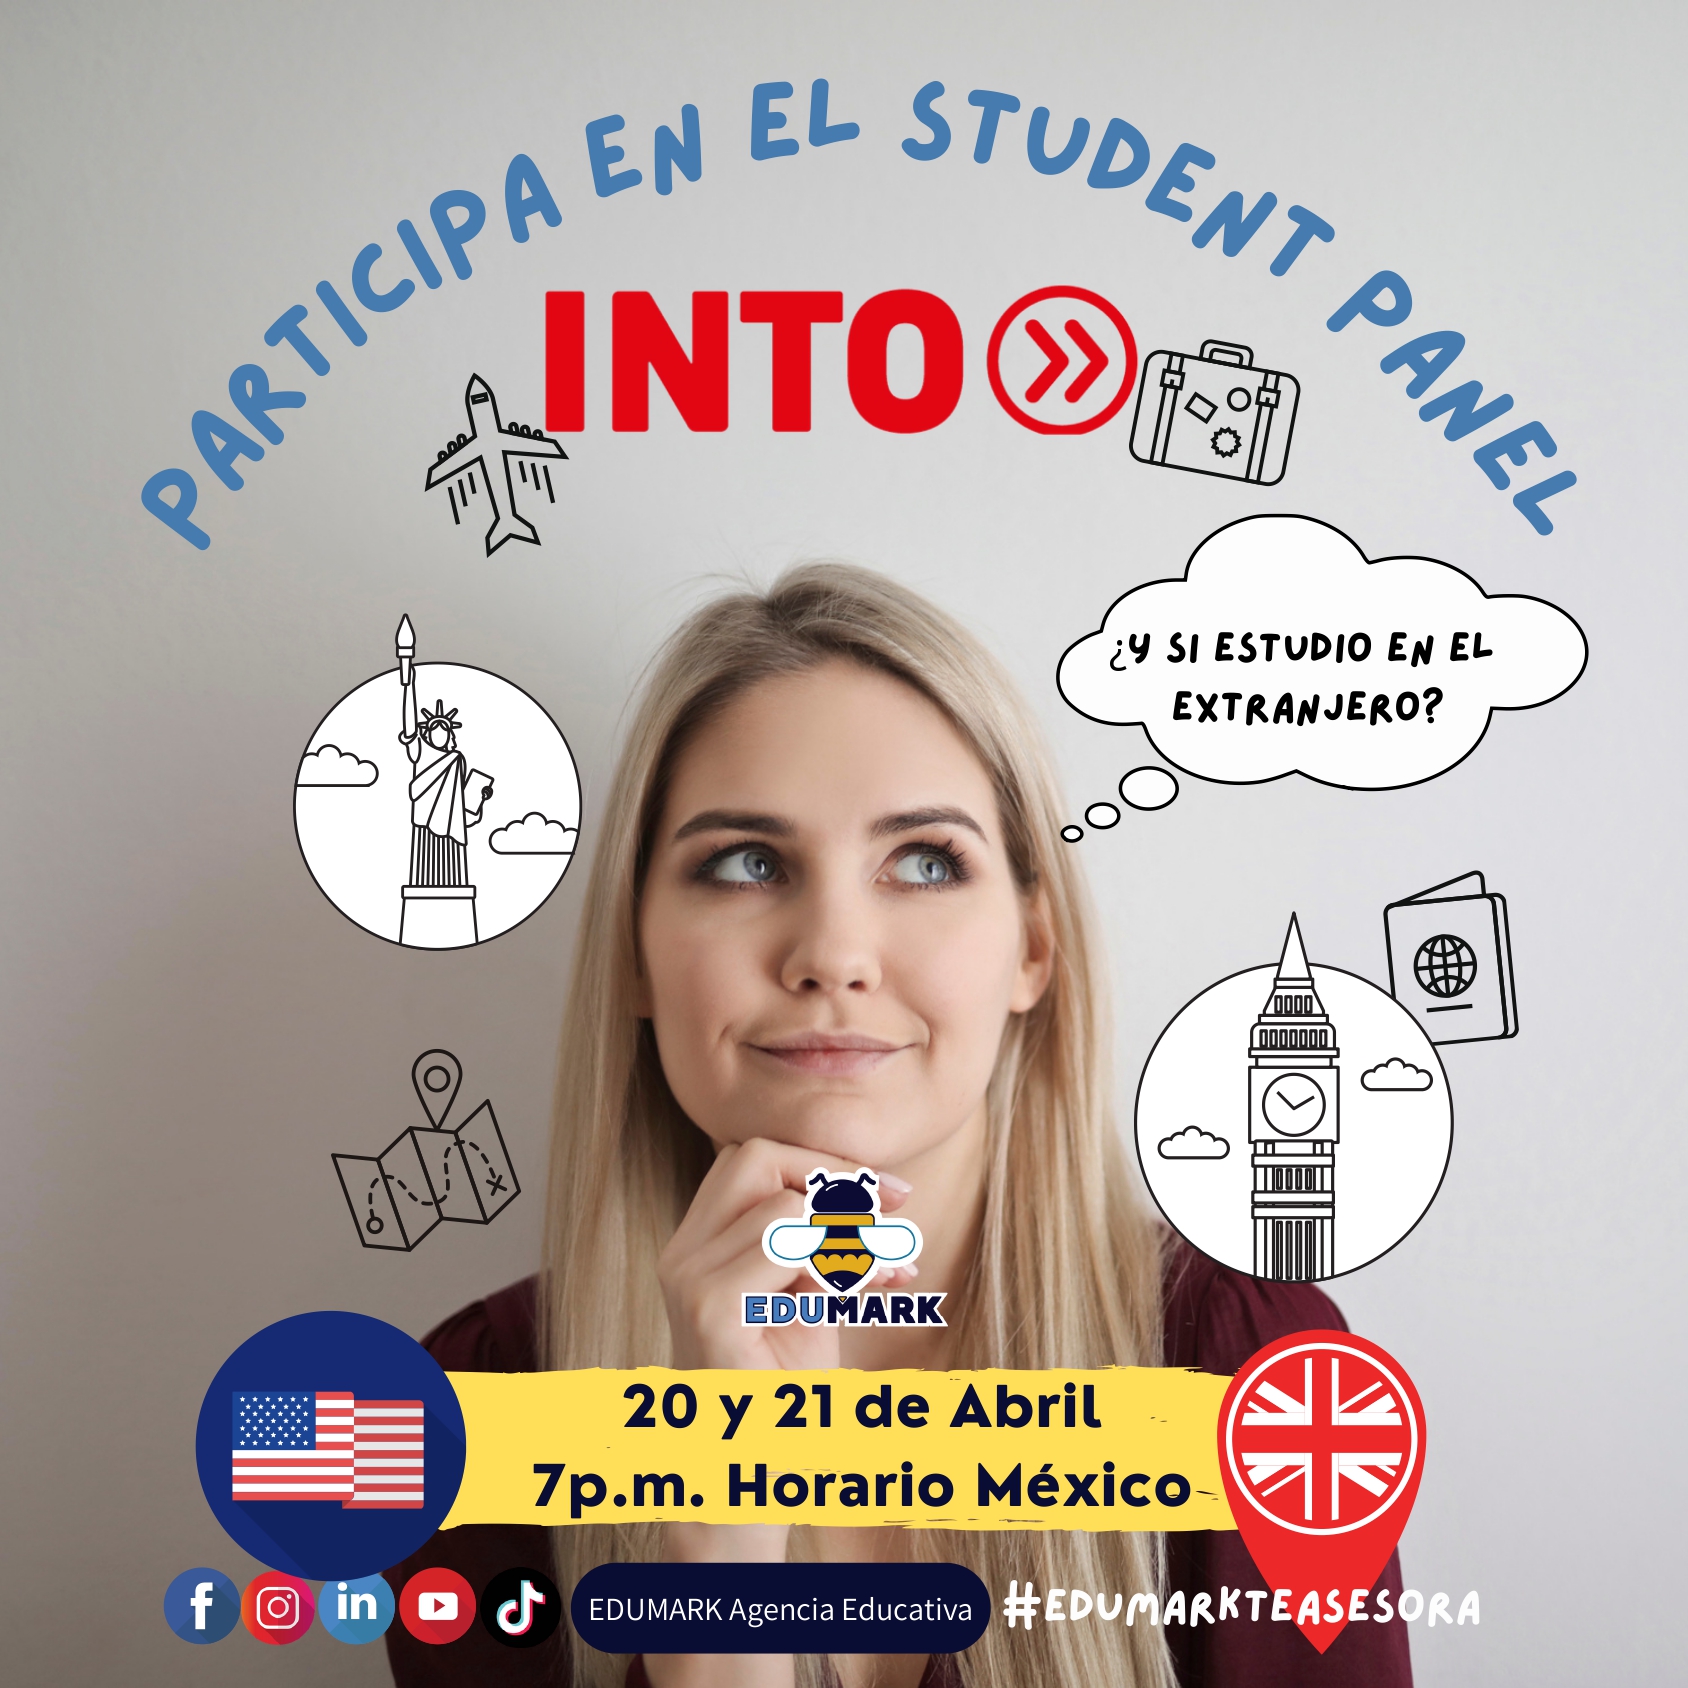 PARTICIPA EN EL STUDENT PANEL
INTO
¿Y SI ESTUDIO EN EL
EXTRANJERO?
EDUMARK
20 y 21 de Abril
7p.m. Horario México
EDUMARK Agencia Educativa
#EDUMARKTEASESORA